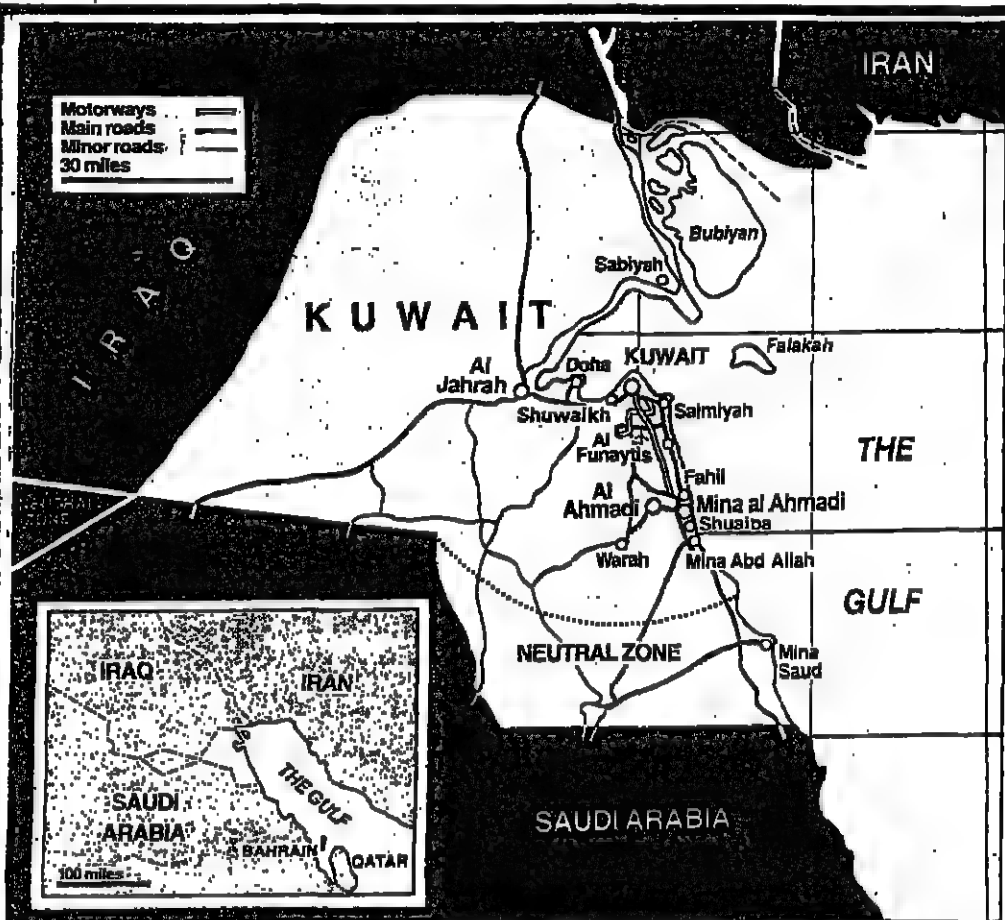 IRAN
Motorways
Main roads
Minor roads
30 miles
IRAQ
Bubiyan
Sabiyah
KUWAIT
Falakah
Al
Jahrah
Doha
KUWAIT
Shuwaikh
Salmiyah
Al
Funaytis
THE
Fahil
Al
Ahmadi
Mina al Ahmadi
Shuaiba
Warah
Mina Abd Allah
GULF
NEUTRAL ZONE
Mina
Saud
SAUDI ARABIA
IRAQ
IRAN
THE GULF
SAUDI
ARABIA
BAHRAIN
QATAR
100 miles